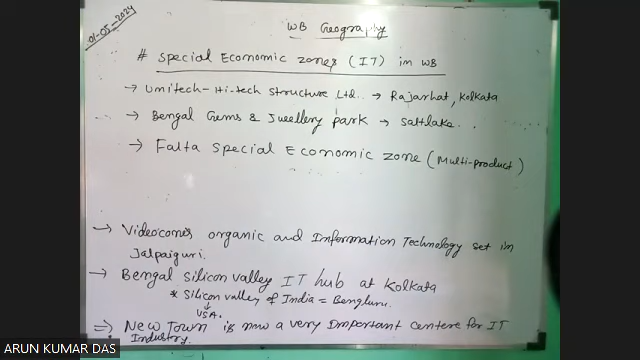 01-05-2024
WB Geography
# Special Economic zones (IT) in WB
→ Unitech-Hi-tech Structure Ltd. → Rajarhat, Kolkata
→ Bengal Gems & Jwellery park → saltlake..
→ Falta Special Economic zone (Multi-product)
→ Videocon's organic and Information Technology set in
Jalpaiguri.
→ Bengal silicon valley IT hub at Kolkata
* Silicon valley of India = Bengluru.
↓
USA.
⇒ New Town is now a very Important centere for IT
Industry.
ARUN KUMAR DAS